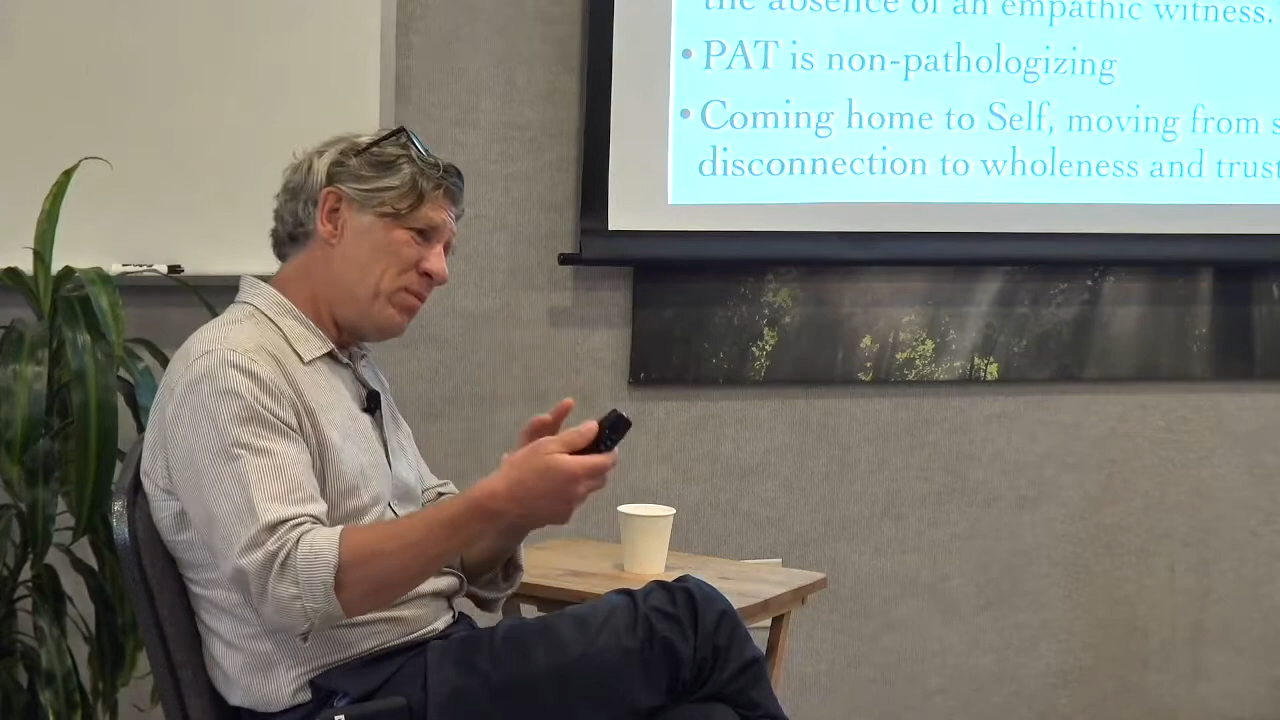 the absence of an empathic witness.
• PAT is non-pathologizing
• Coming home to Self, moving from
disconnection to wholeness and trust